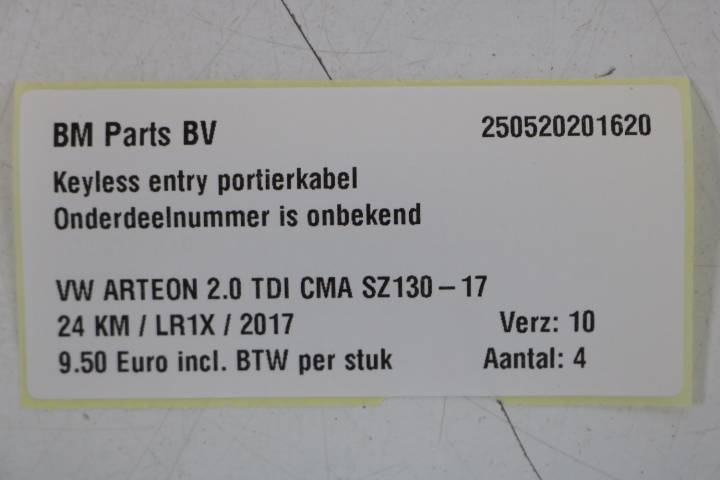 BM Parts BV 250520201620
Keyless entry portierkabel
Onderdeelnummer is onbekend
VW ARTEON 2.0 TDI CMA SZ130 – 17
24 KM / LR1X / 2017 Verz: 10
9.50 Euro incl. BTW per stuk Aantal: 4